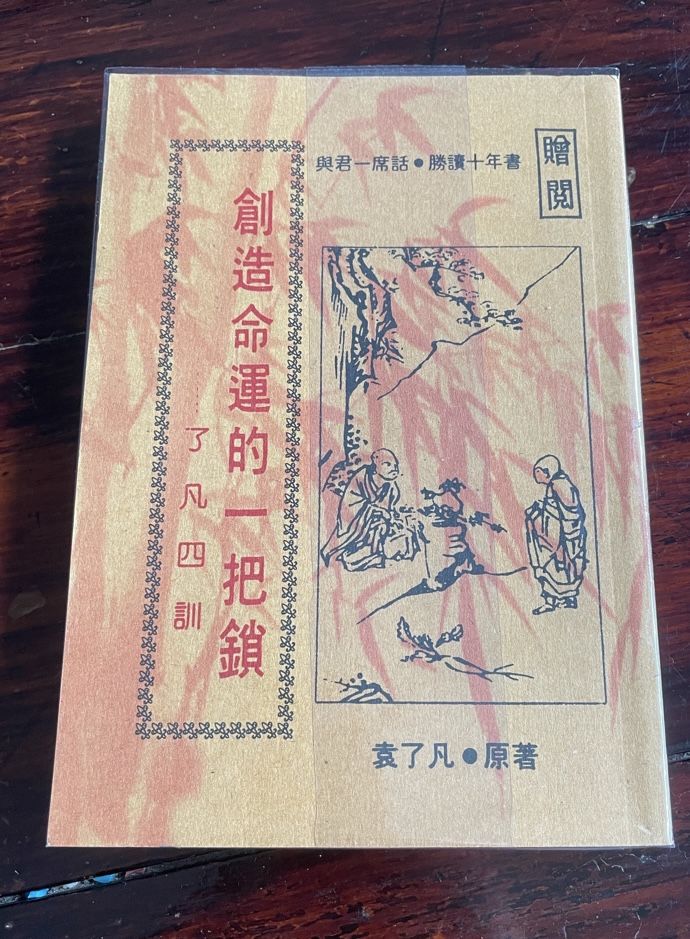 贈閱
與君一席話●勝讀十年書
創造命運的一把鎖
了凡四訓
袁了凡●原著